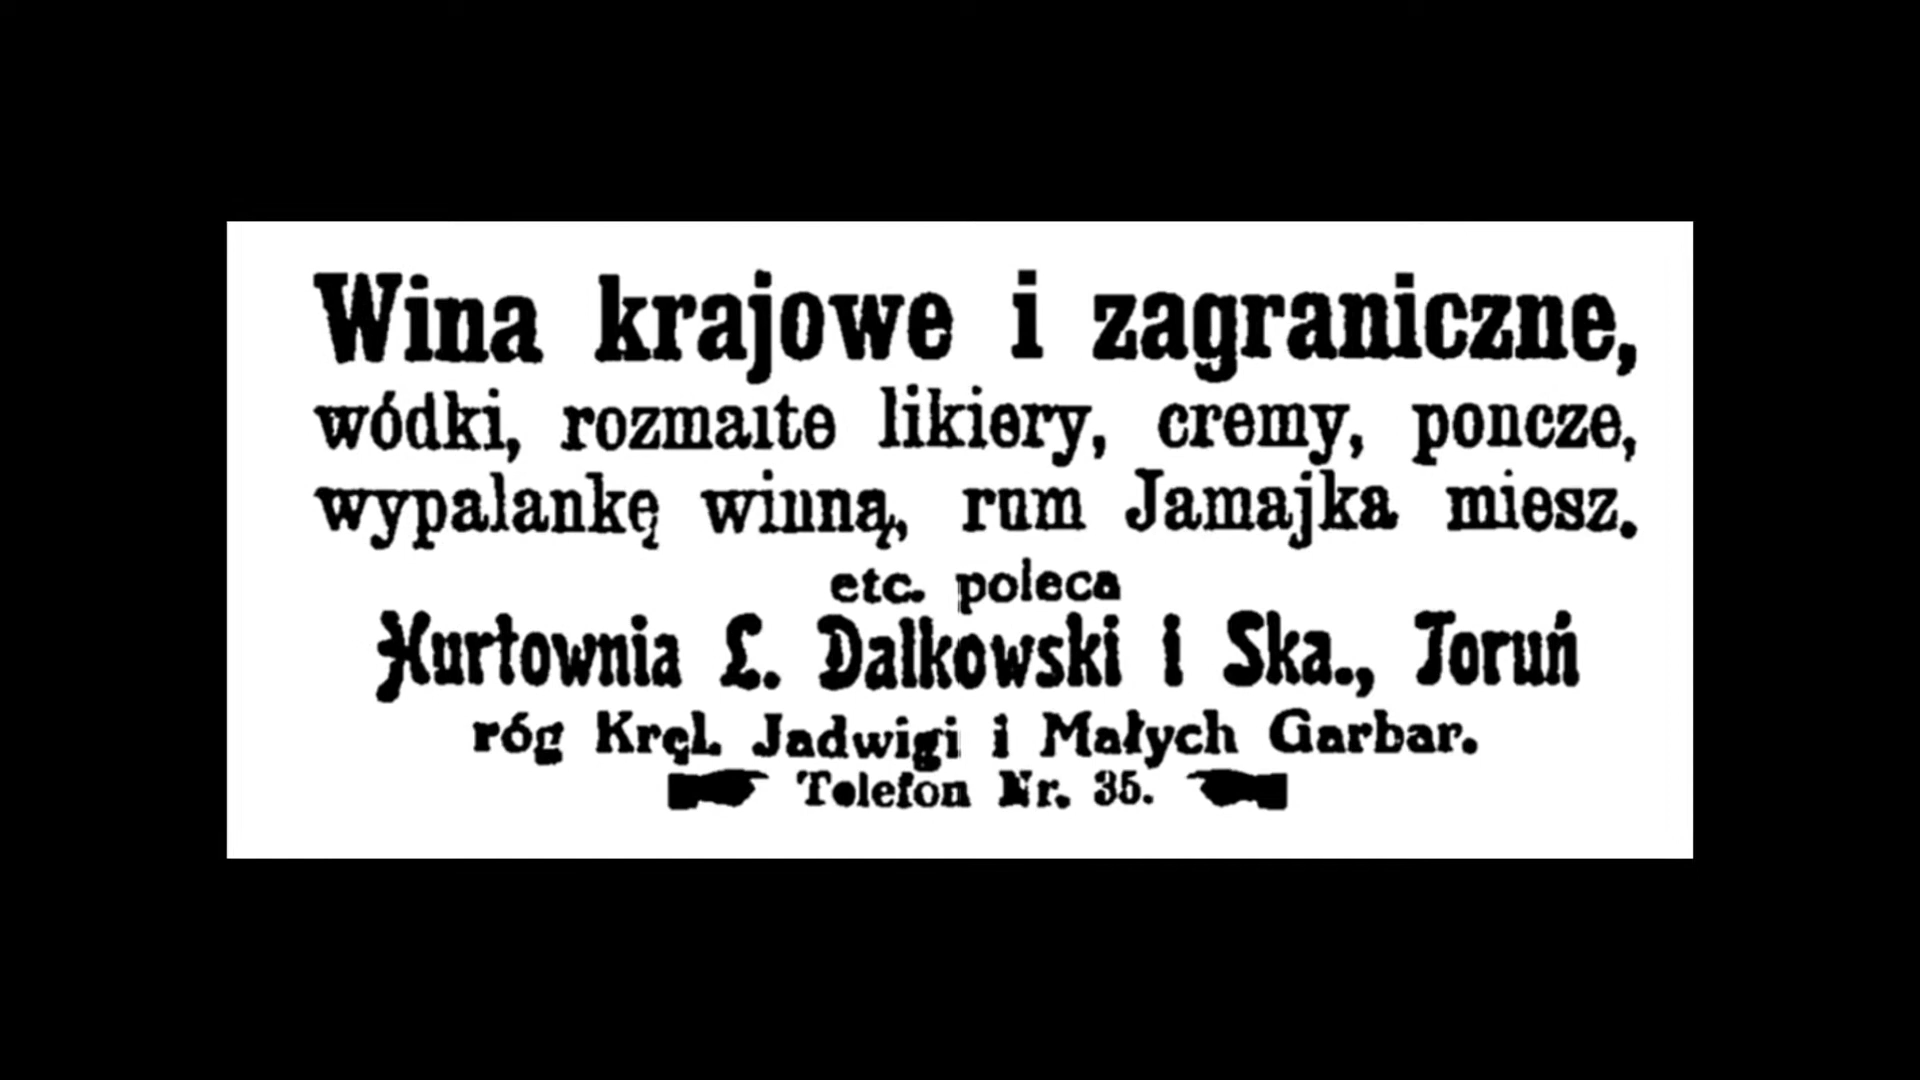 Wina krajowe i zagraniczne,
wódki, rozmaite likiery, cremy, poncze,
wypalankę winną, rum Jamajka miesz.
etc. poleca
Hurtownia L. Dalkowski i Ska., Toruń
róg Kręl. Jadwigi i Małych Garbar.
Telefon Nr. 35.